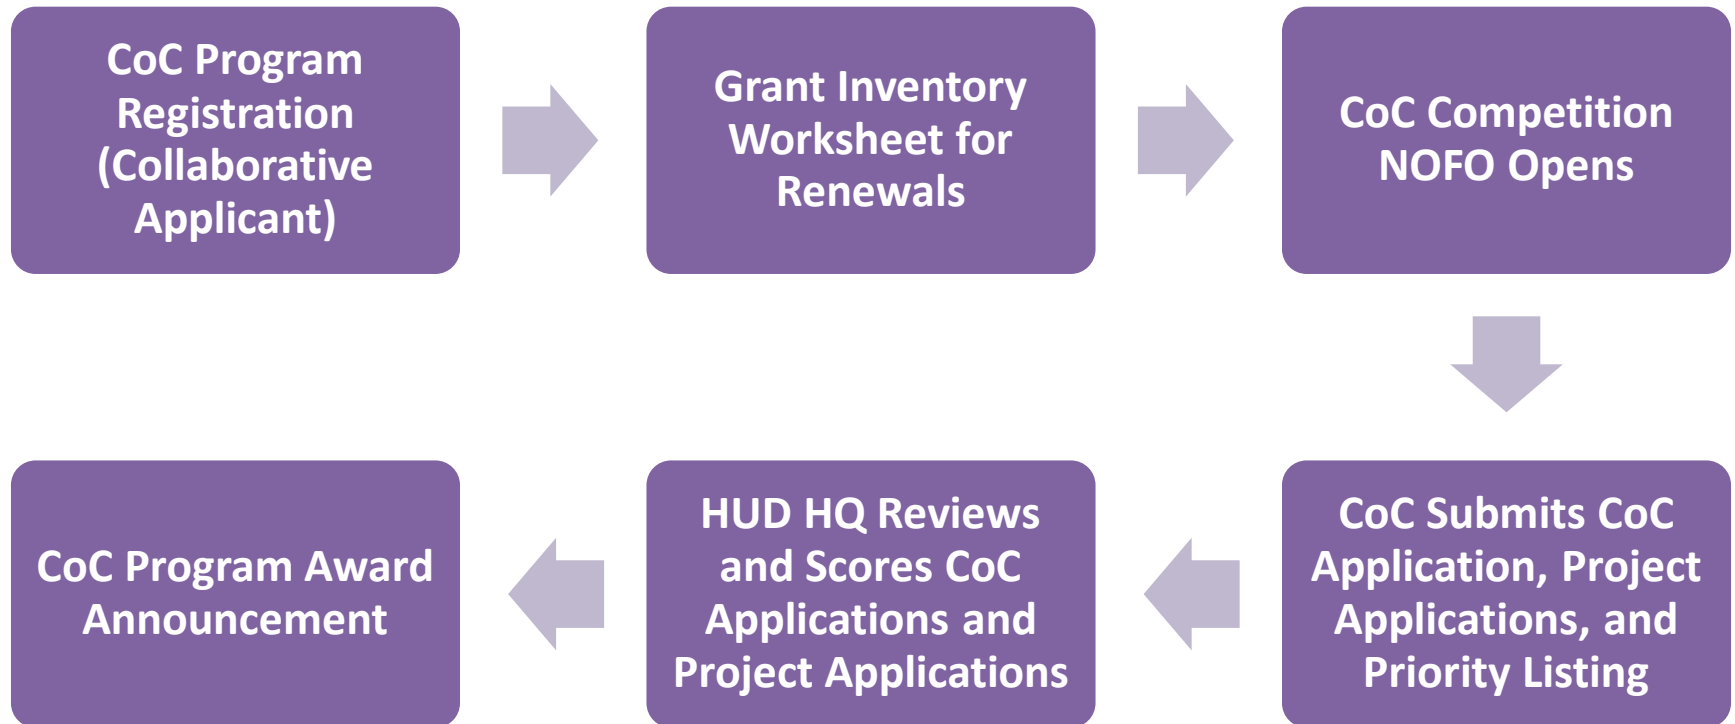 CoC Program
Registration
(Collaborative
Applicant)
Grant Inventory
Worksheet for
Renewals
CoC Competition
NOFO Opens
CoC Submits CoC
Application, Project
Applications, and
Priority Listing
HUD HQ Reviews
and Scores CoC
Applications and
Project Applications
CoC Program Award
Announcement